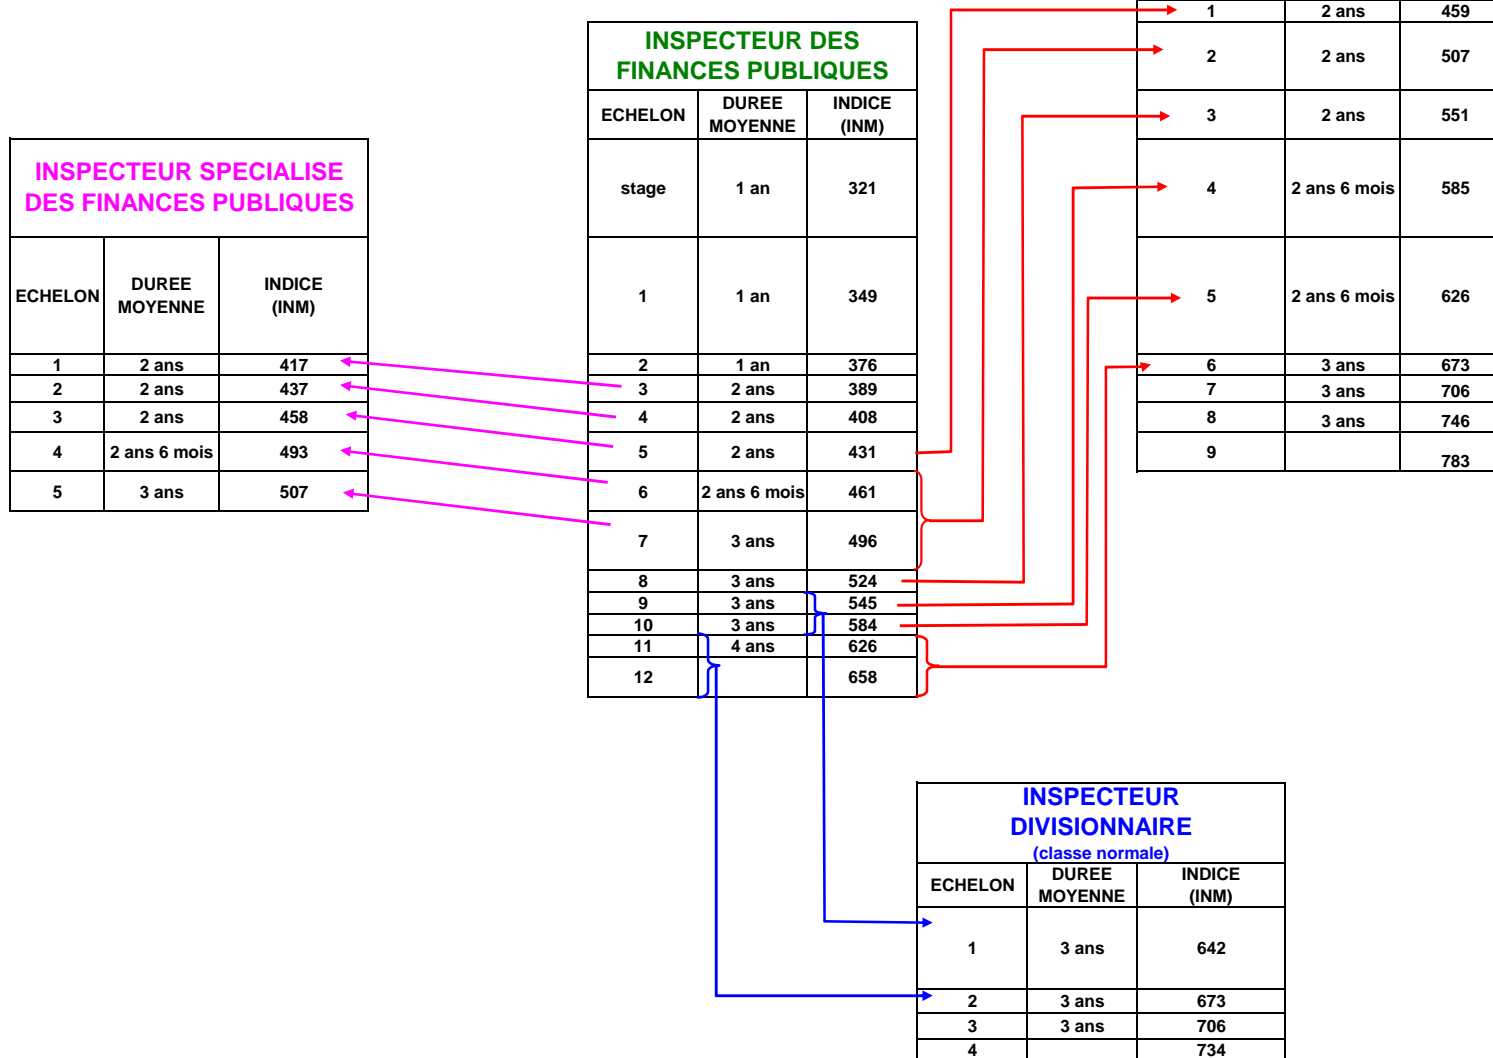 1 2 ans 459
2 2 ans 507
3 2 ans 551
4 2 ans 6 mois 585
5 2 ans 6 mois 626
6 3 ans 673
7 3 ans 706
8 3 ans 746
9 783
INSPECTEUR DES
FINANCES PUBLIQUES
ECHELON DUREE MOYENNE INDICE (INM)
stage 1 an 321
1 1 an 349
2 1 an 376
3 2 ans 389
4 2 ans 408
5 2 ans 431
6 2 ans 6 mois 461
7 3 ans 496
8 3 ans 524
9 3 ans 545
10 3 ans 584
11 4 ans 626
12 658
INSPECTEUR SPECIALISE
DES FINANCES PUBLIQUES
ECHELON DUREE MOYENNE INDICE (INM)
1 2 ans 417
2 2 ans 437
3 2 ans 458
4 2 ans 6 mois 493
5 3 ans 507
INSPECTEUR
DIVISIONNAIRE
(classe normale)
ECHELON DUREE MOYENNE INDICE (INM)
1 3 ans 642
2 3 ans 673
3 3 ans 706
4 734